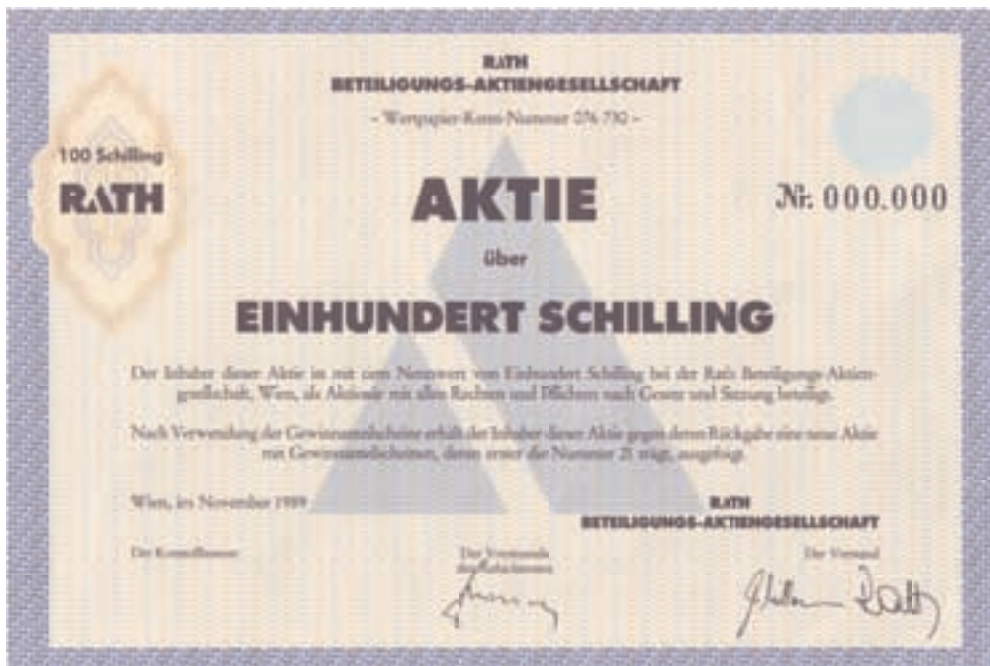 RATH
BETEILIGUNGS-AKTIENGESELLSCHAFT
- Wertpapier-Kenn-Nummer 076 730 -
100 Schilling
RATH
AKTIE
Nr. 000.000
über
EINHUNDERT SCHILLING
Der Inhaber dieser Aktie ist mit dem Nennwert von Einhundert Schilling bei der Rath Beteiligungs-Aktien-
gesellschaft, Wien, als Aktionär mit allen Rechten und Pflichten nach Gesetz und Satzung beteiligt.
Nach Verwendung der Gewinnanteilscheine erhält der Inhaber dieser Aktie gegen deren Rückgabe eine neue Aktie
mit Gewinnanteilscheinen, deren erster die Nummer 21 trägt, ausgefolgt.
Wien, im November 1989
RATH
BETEILIGUNGS-AKTIENGESELLSCHAFT
Der Kontrollbeamte
Der Vorsitzende
des Aufsichtsrates
Der Vorstand